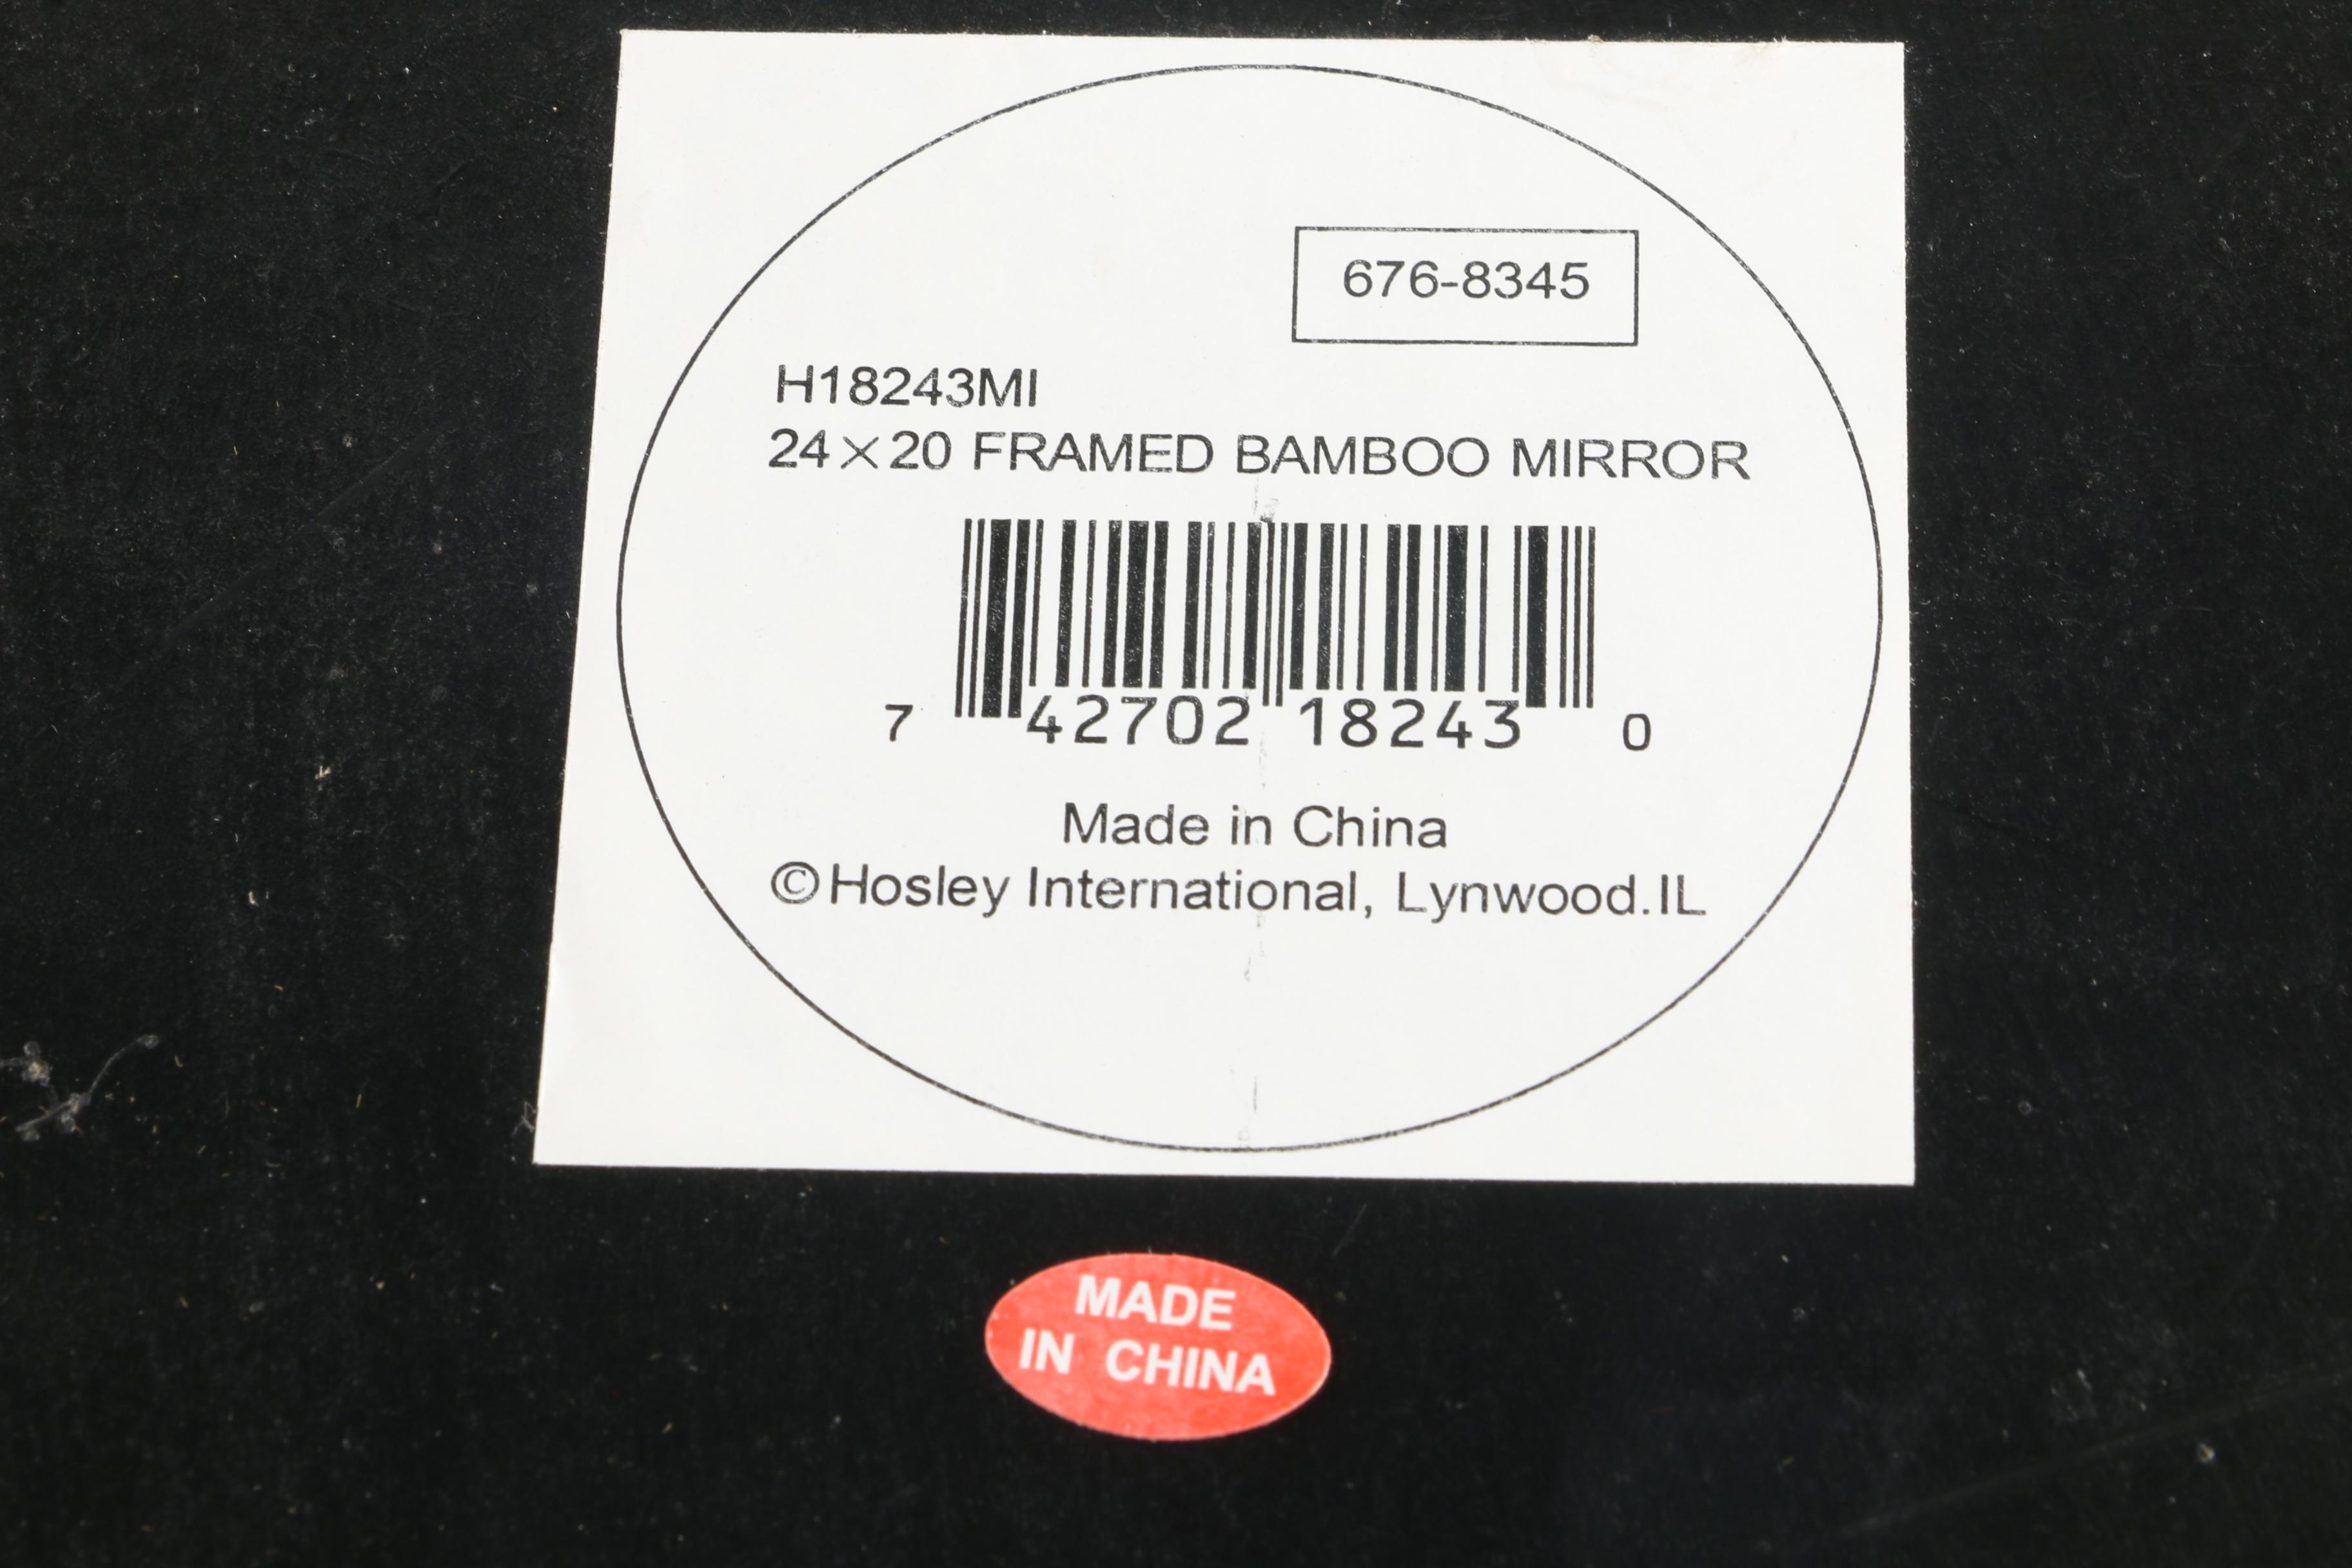 676-8345
H18243MI
24×20 FRAMED BAMBOO MIRROR
7 42702 18243 0
Made in China
©Hosley International, Lynwood.IL
MADE
IN CHINA